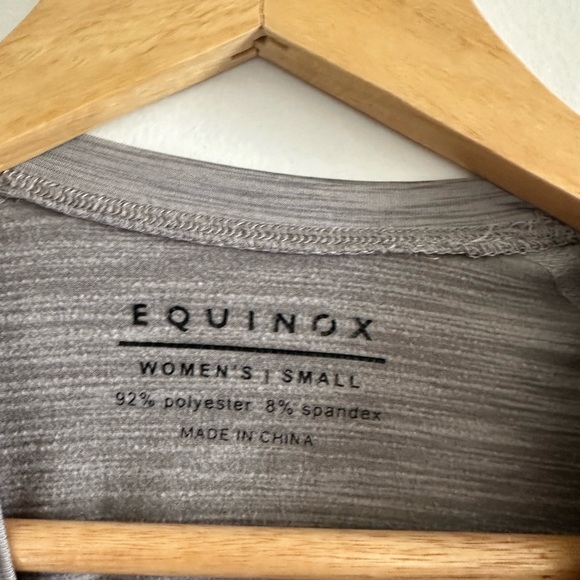 EQUINOX
WOMEN'S | SMALL
92% polyester 8% spandex
MADE IN CHINA